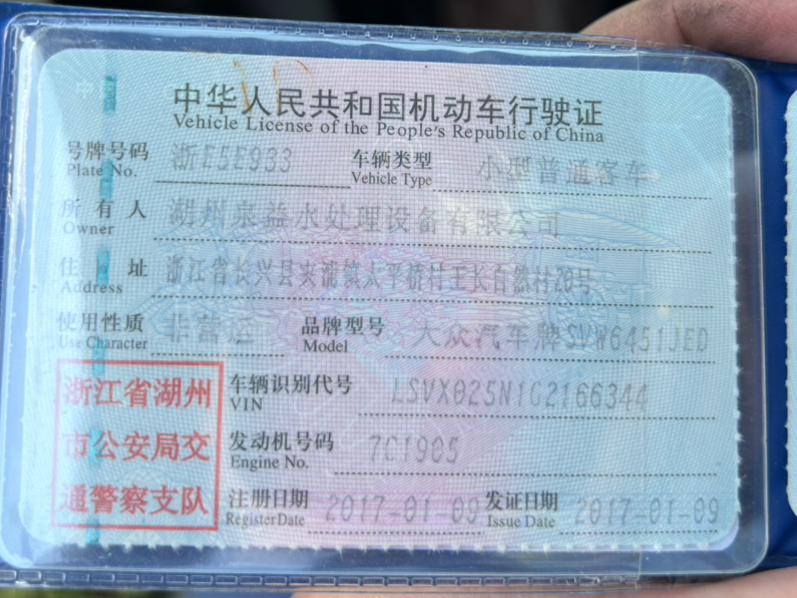 中华人民共和国机动车行驶证
Vehicle License of the People's Republic of China
号牌号码 浙E5E933 车辆类型 小型普通客车
Plate No. Vehicle Type
所有人 湖州泉益水处理设备有限公司
Owner
住址 浙江省长兴县夹浦镇太平桥村王长自然村20号
Address
使用性质 非营运 品牌型号 大众汽车牌SVW6451JED
Use Character Model
浙江省湖州
市公安局交
通警察支队
车辆识别代号 LSVX025N1C2166344
VIN
发动机号码 7C1905
Engine No.
注册日期 2017-01-09 发证日期 2017-01-09
Register Date Issue Date